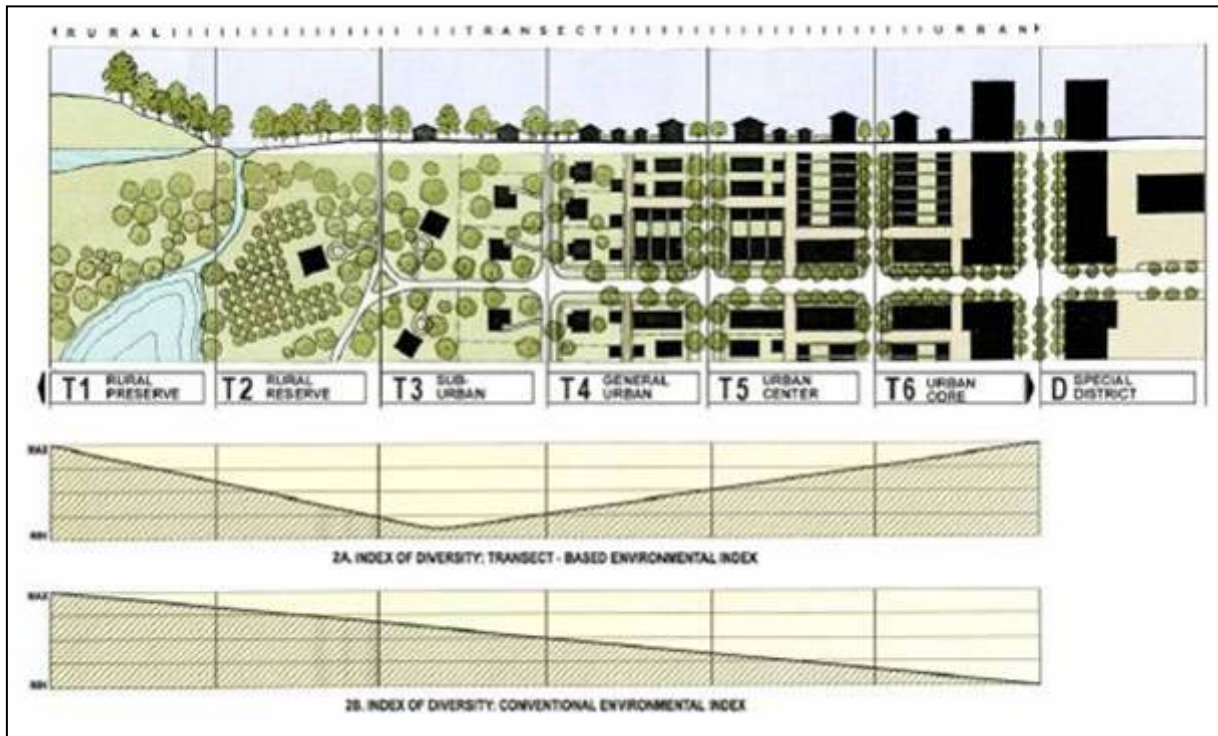 RURAL IIIIIIIIIIIIIII TRANSECT IIIIIIIIIIIIIII URBAN
T1 RURAL PRESERVE
T2 RURAL RESERVE
T3 SUB-URBAN
T4 GENERAL URBAN
T5 URBAN CENTER
T6 URBAN CORE
D SPECIAL DISTRICT
MAX
MIN
2A. INDEX OF DIVERSITY: TRANSECT - BASED ENVIRONMENTAL INDEX
MAX
MIN
2B. INDEX OF DIVERSITY: CONVENTIONAL ENVIRONMENTAL INDEX